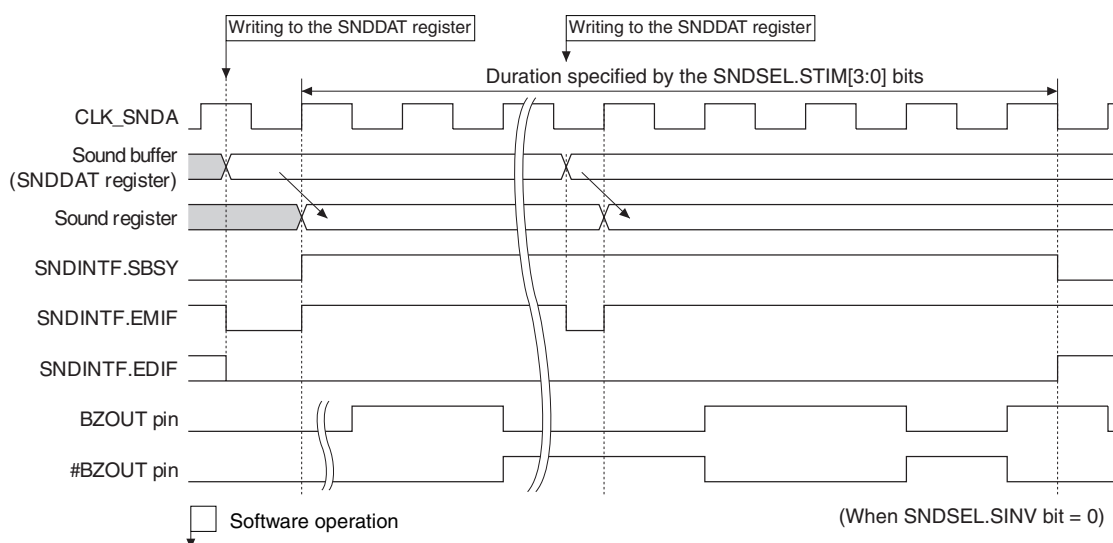 Writing to the SNDDAT register
Writing to the SNDDAT register
Duration specified by the SNDSEL.STIM[3:0] bits
CLK_SNDA
Sound buffer
(SNDDAT register)
Sound register
SNDINTF.SBSY
SNDINTF.EMIF
SNDINTF.EDIF
BZOUT pin
#BZOUT pin
Software operation
(When SNDSEL.SINV bit = 0)